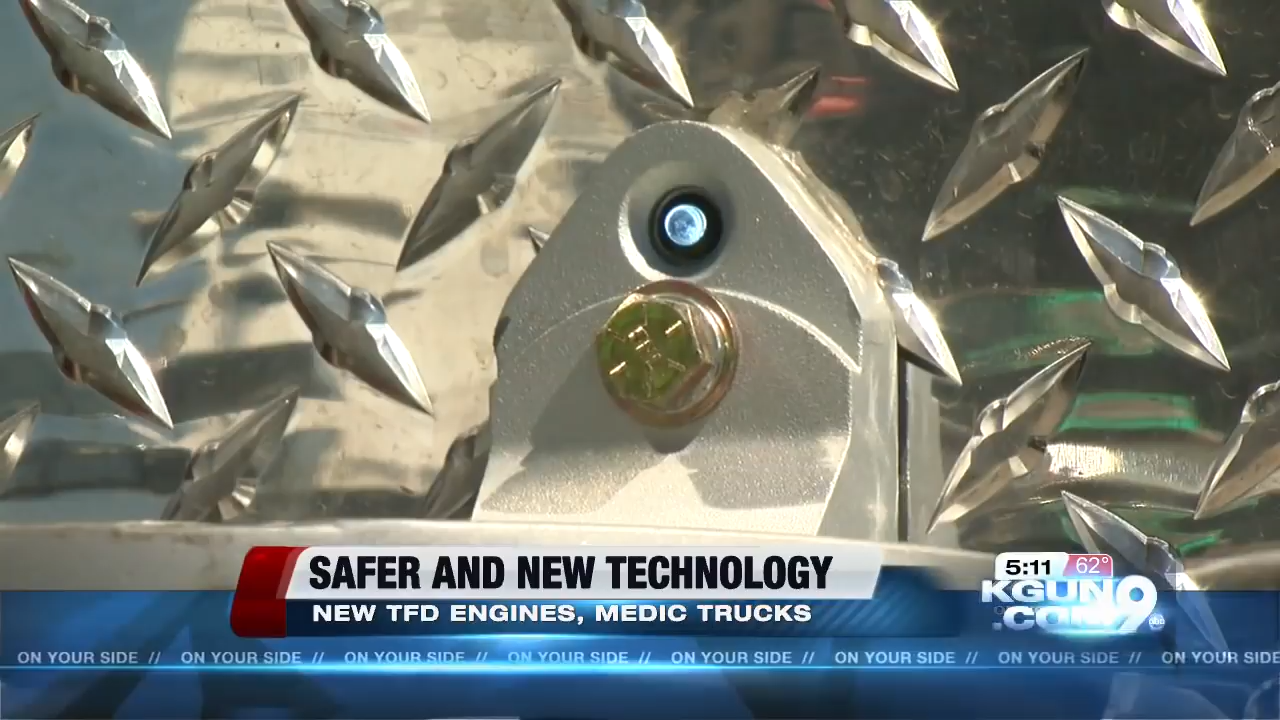 SAFER AND NEW TECHNOLOGY
NEW TFD ENGINES, MEDIC TRUCKS
5:11 62°
KGUN9
.COM abc
ON YOUR SIDE // ON YOUR SIDE // ON YOUR SIDE // ON YOUR SIDE // ON YOUR SIDE // ON YOUR SIDE // ON YOUR SIDE // ON YOUR SIDE